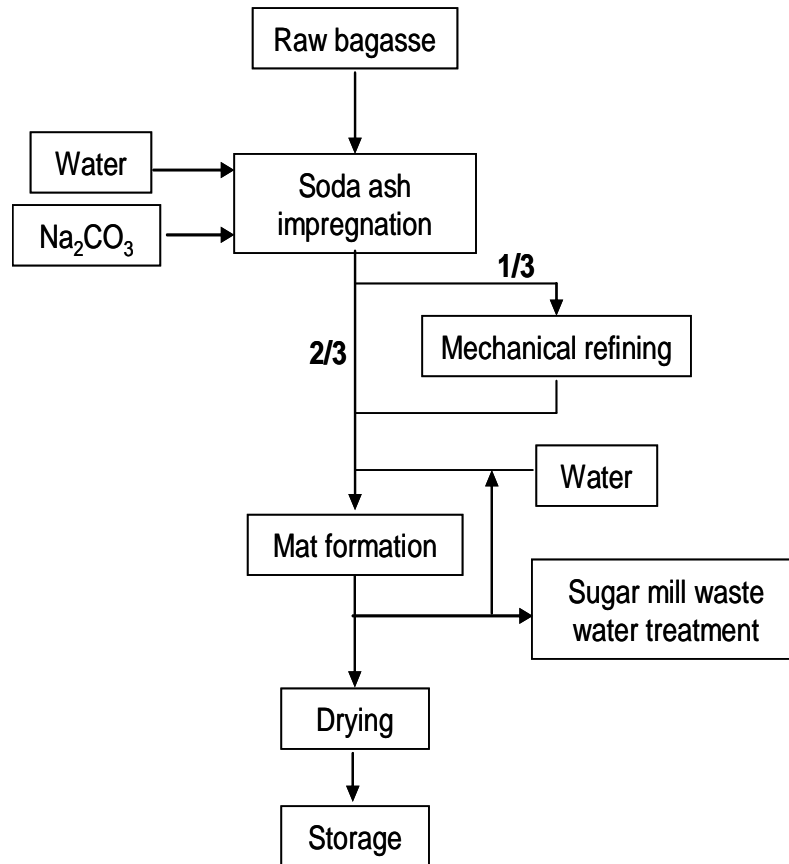 Raw bagasse
Water
Soda ash
impregnation
Na₂CO₃
1/3
2/3
Mechanical refining
Water
Mat formation
Sugar mill waste
water treatment
Drying
Storage